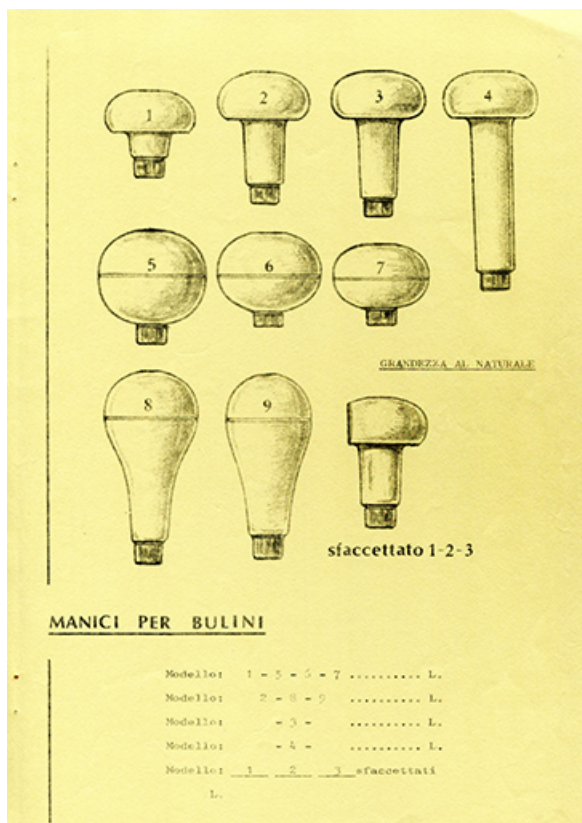 1 2 3 4
5 6 7
GRANDEZZA AL NATURALE
8 9
sfaccettato 1-2-3
MANICI PER BULINI
Modello: 1 - 5 - 6 - 7 .......... L.
Modello: 2 - 8 - 9 .......... L.
Modello: - 3 - .......... L.
Modello: - 4 - .......... L.
Modello: 1 2 3 sfaccettati
L.